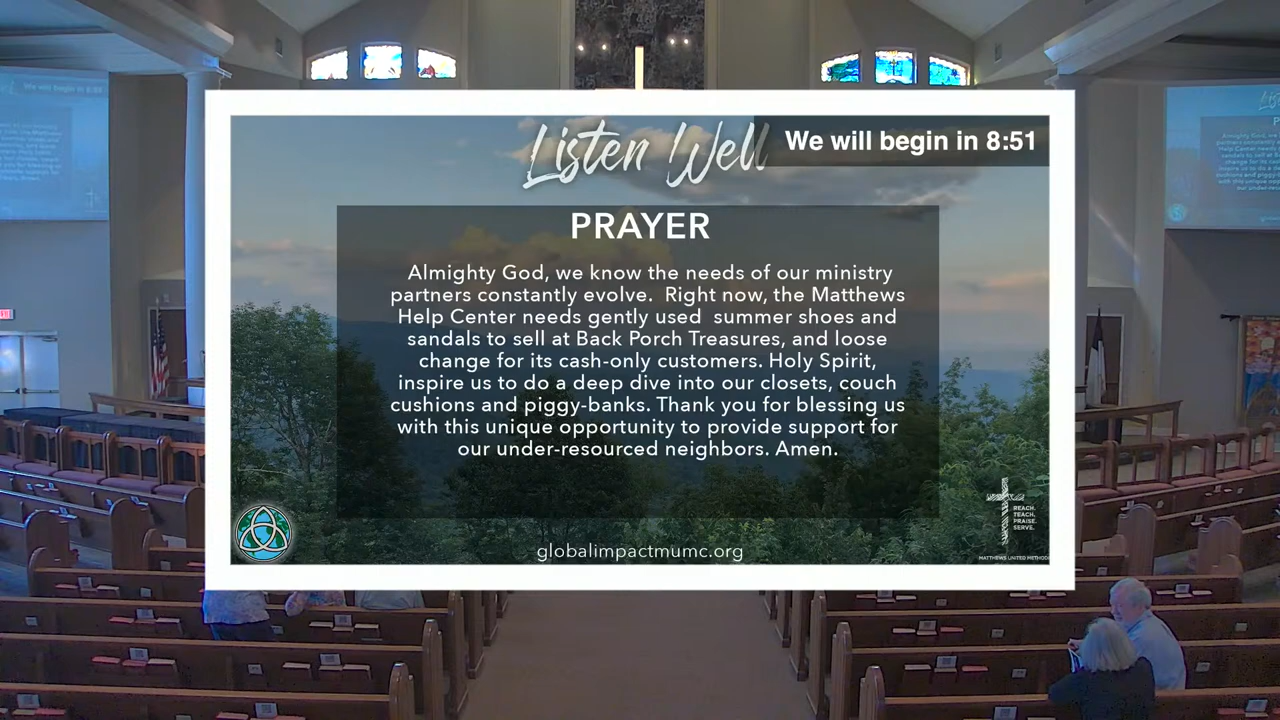 Listen Well
We will begin in 8:51
PRAYER
Almighty God, we know the needs of our ministry
partners constantly evolve.  Right now, the Matthews
Help Center needs gently used  summer shoes and
sandals to sell at Back Porch Treasures, and loose
change for its cash-only customers. Holy Spirit,
inspire us to do a deep dive into our closets, couch
cushions and piggy-banks. Thank you for blessing us
with this unique opportunity to provide support for
our under-resourced neighbors. Amen.
REACH.
TEACH.
PRAISE.
SERVE.
MATTHEWS UNITED METHOD
globalimpactmumc.org